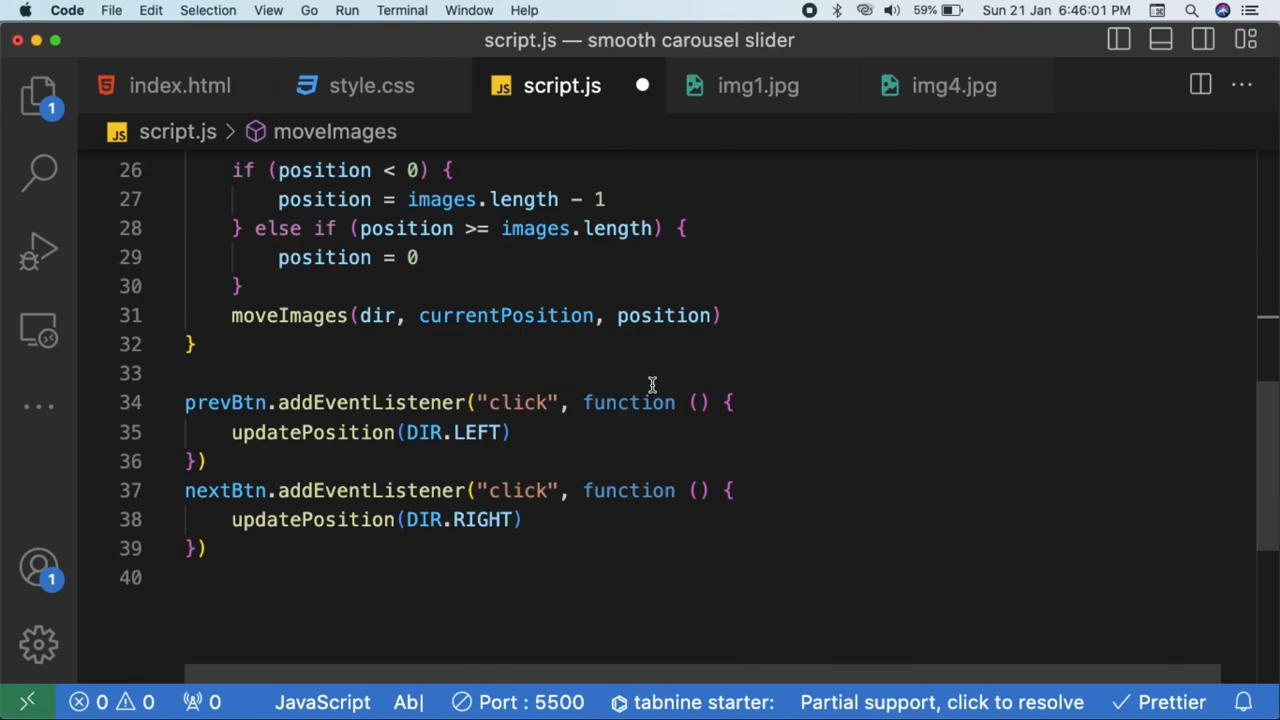 Code File Edit Selection View Go Run Terminal Window Help 59% Sun 21 Jan 6:46:01 PM
script.js — smooth carousel slider
index.html style.css JS script.js img1.jpg img4.jpg
1
JS script.js > moveImages
26 if (position < 0) {
27 position = images.length - 1
28 } else if (position >= images.length) {
29 position = 0
30 }
31 moveImages(dir, currentPosition, position)
32 }
33
34 prevBtn.addEventListener("click", function () {
35 updatePosition(DIR.LEFT)
36 })
37 nextBtn.addEventListener("click", function () {
38 updatePosition(DIR.RIGHT)
39 })
40
1
0 0 0 JavaScript Ab| Port : 5500 tabnine starter: Partial support, click to resolve Prettier